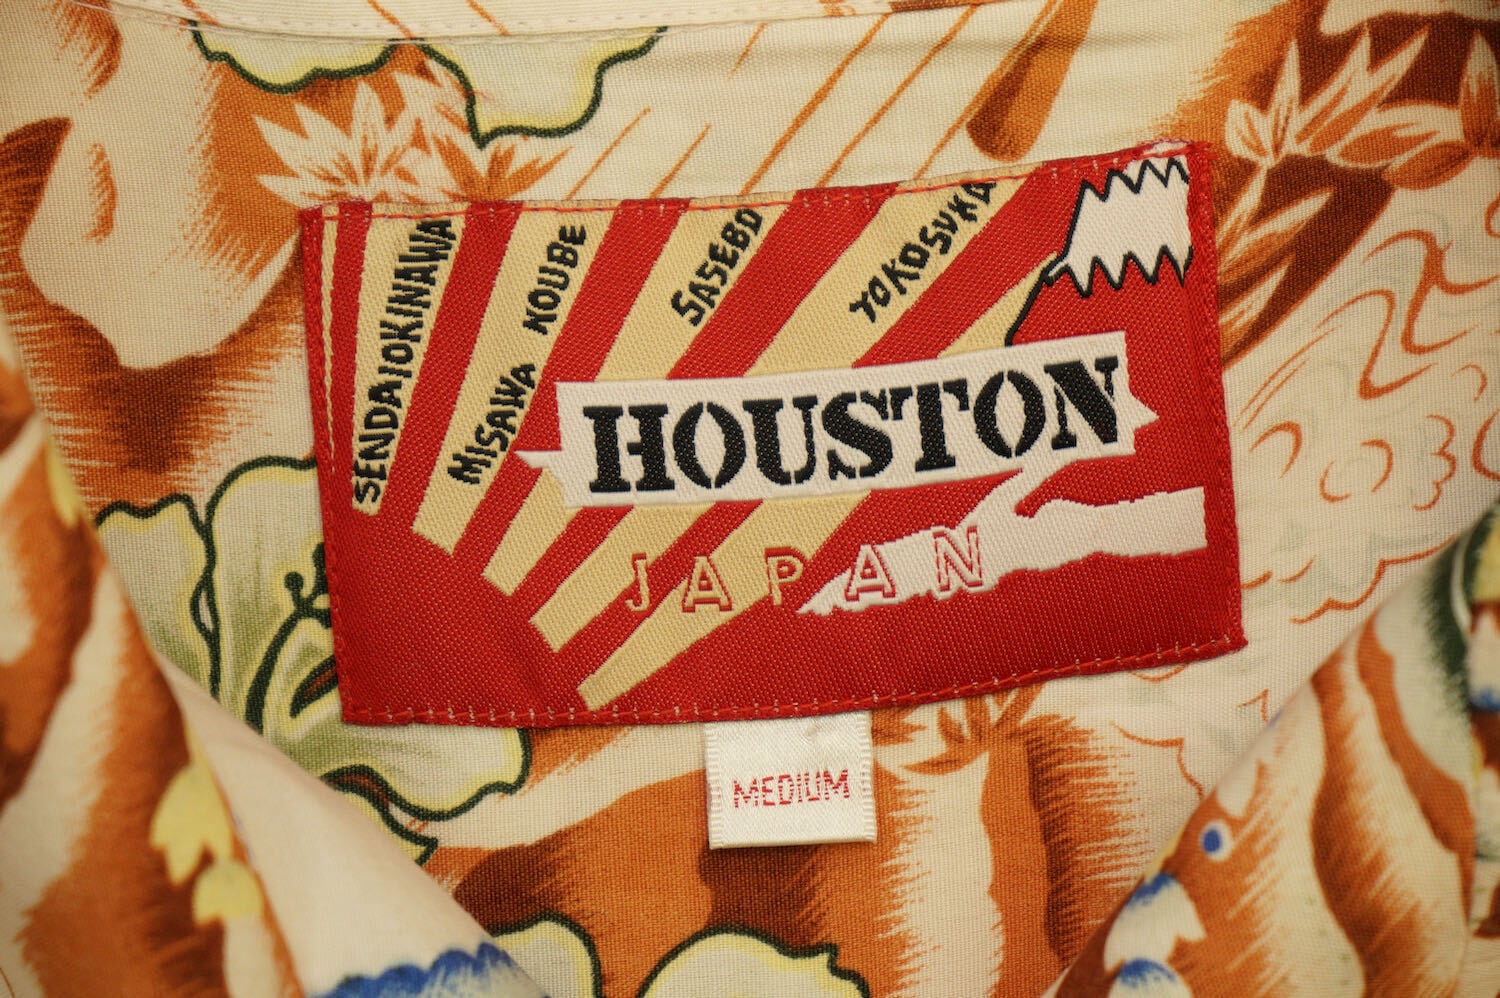 SENDAI OKINAWA
MISAWA KOUBE
SASEBO
YOKOSUKA
HOUSTON
JAPAN
MEDIUM